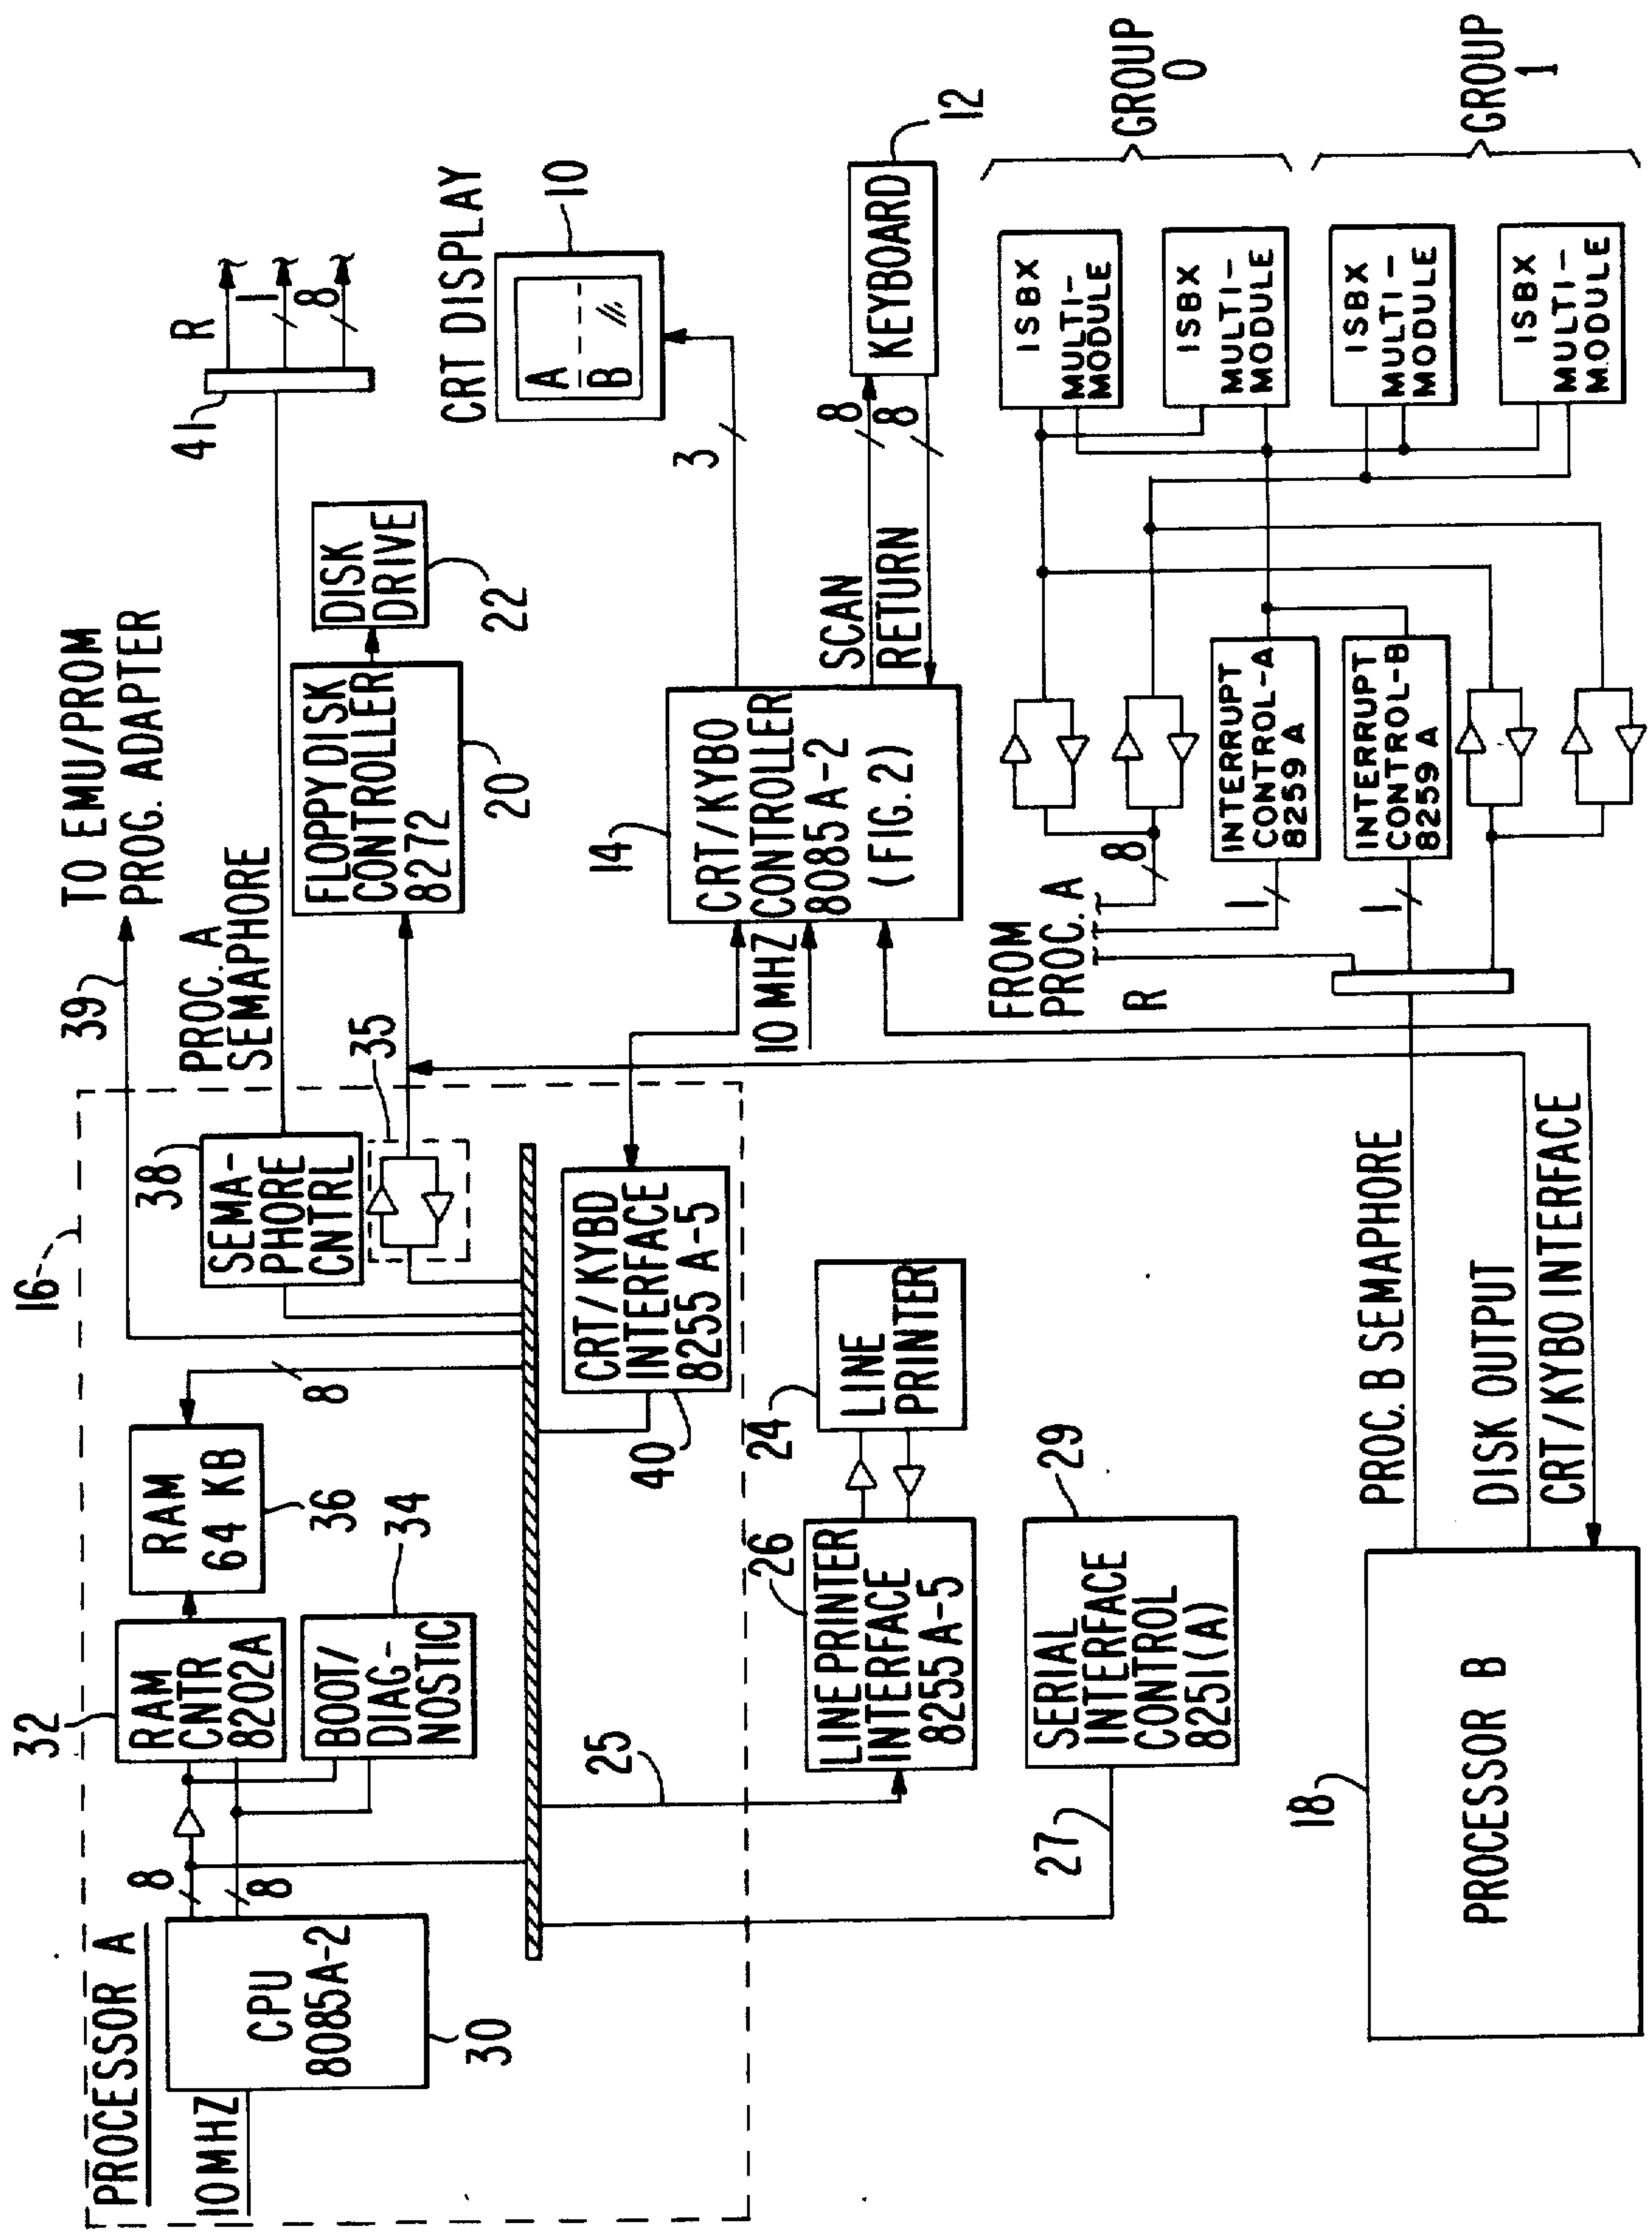 PROCESSOR A
10MHZ
CPU
8085A-2
30
8
8
32
RAM
CNTR
8202A
BOOT/
DIAG-
NOSTIC
34
RAM
64 KB
36
8
16
38
SEMA-
PHORE
CNTRL
35
39
TO EMU/PROM
PROG. ADAPTER
PROC. A
SEMAPHORE
FLOPPY DISK
CONTROLLER
8272
20
DISK
DRIVE
22
41
R
1
8
CRT DISPLAY
10
A
B
3
CRT/KYBD
INTERFACE
8255 A-5
40
14
CRT/KYBO
CONTROLLER
8085 A-2
(FIG. 2)
10 MHZ
SCAN
RETURN
8
8
KEYBOARD
12
25
26
LINE PRINTER
INTERFACE
8255 A-5
24
LINE
PRINTER
27
29
SERIAL
INTERFACE
CONTROL
8251(A)
18
PROCESSOR B
PROC. B SEMAPHORE
DISK OUTPUT
CRT/KYBO INTERFACE
FROM
PROC. A
R
8
1
1
INTERRUPT
CONTROL-A
8259 A
INTERRUPT
CONTROL-B
8259 A
ISBX
MULTI-
MODULE
ISBX
MULTI-
MODULE
ISBX
MULTI-
MODULE
ISBX
MULTI-
MODULE
GROUP
0
GROUP
1